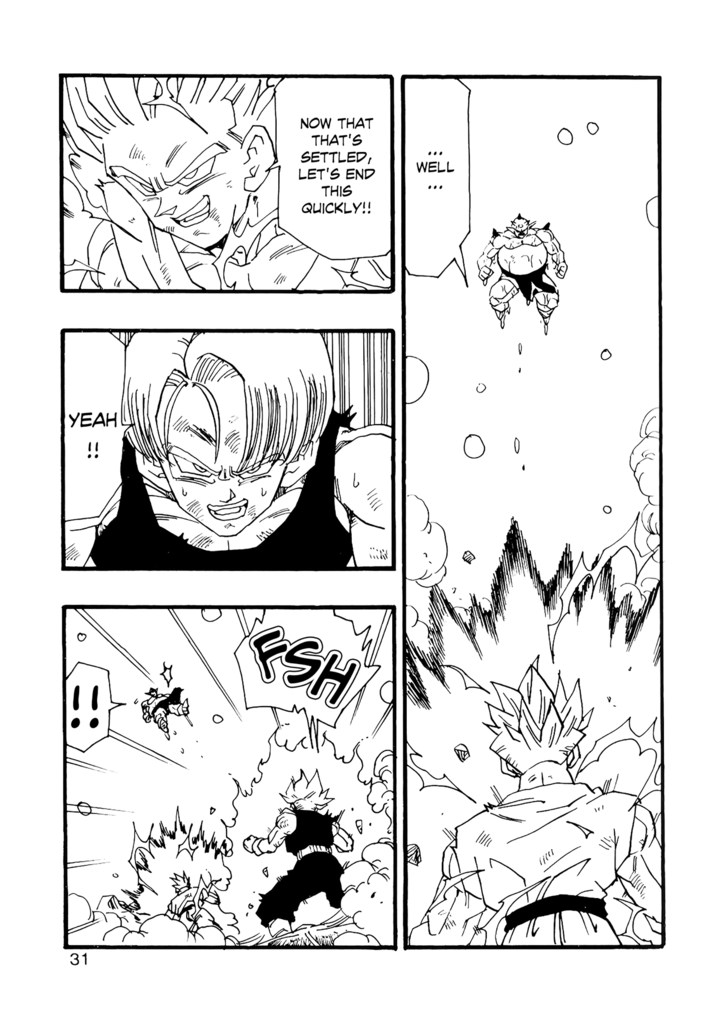 ...
WELL
...
NOW THAT
THAT'S
SETTLED,
LET'S END
THIS
QUICKLY!!
YEAH
!!
FSH
!!
31